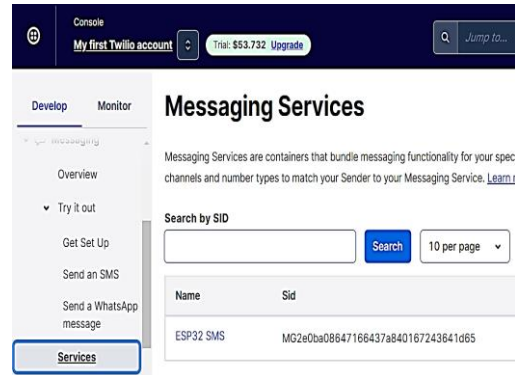 Console
My first Twilio account
Trial: $53.732 Upgrade
Jump to...
Develop Monitor
Messaging
Overview
Try it out
Get Set Up
Send an SMS
Send a WhatsApp
message
Services
Messaging Services
Messaging Services are containers that bundle messaging functionality for your spec
channels and number types to match your Sender to your Messaging Service. Learn
Search by SID
Search 10 per page
Name Sid
ESP32 SMS MG2e0ba08647166437a840167243641d65